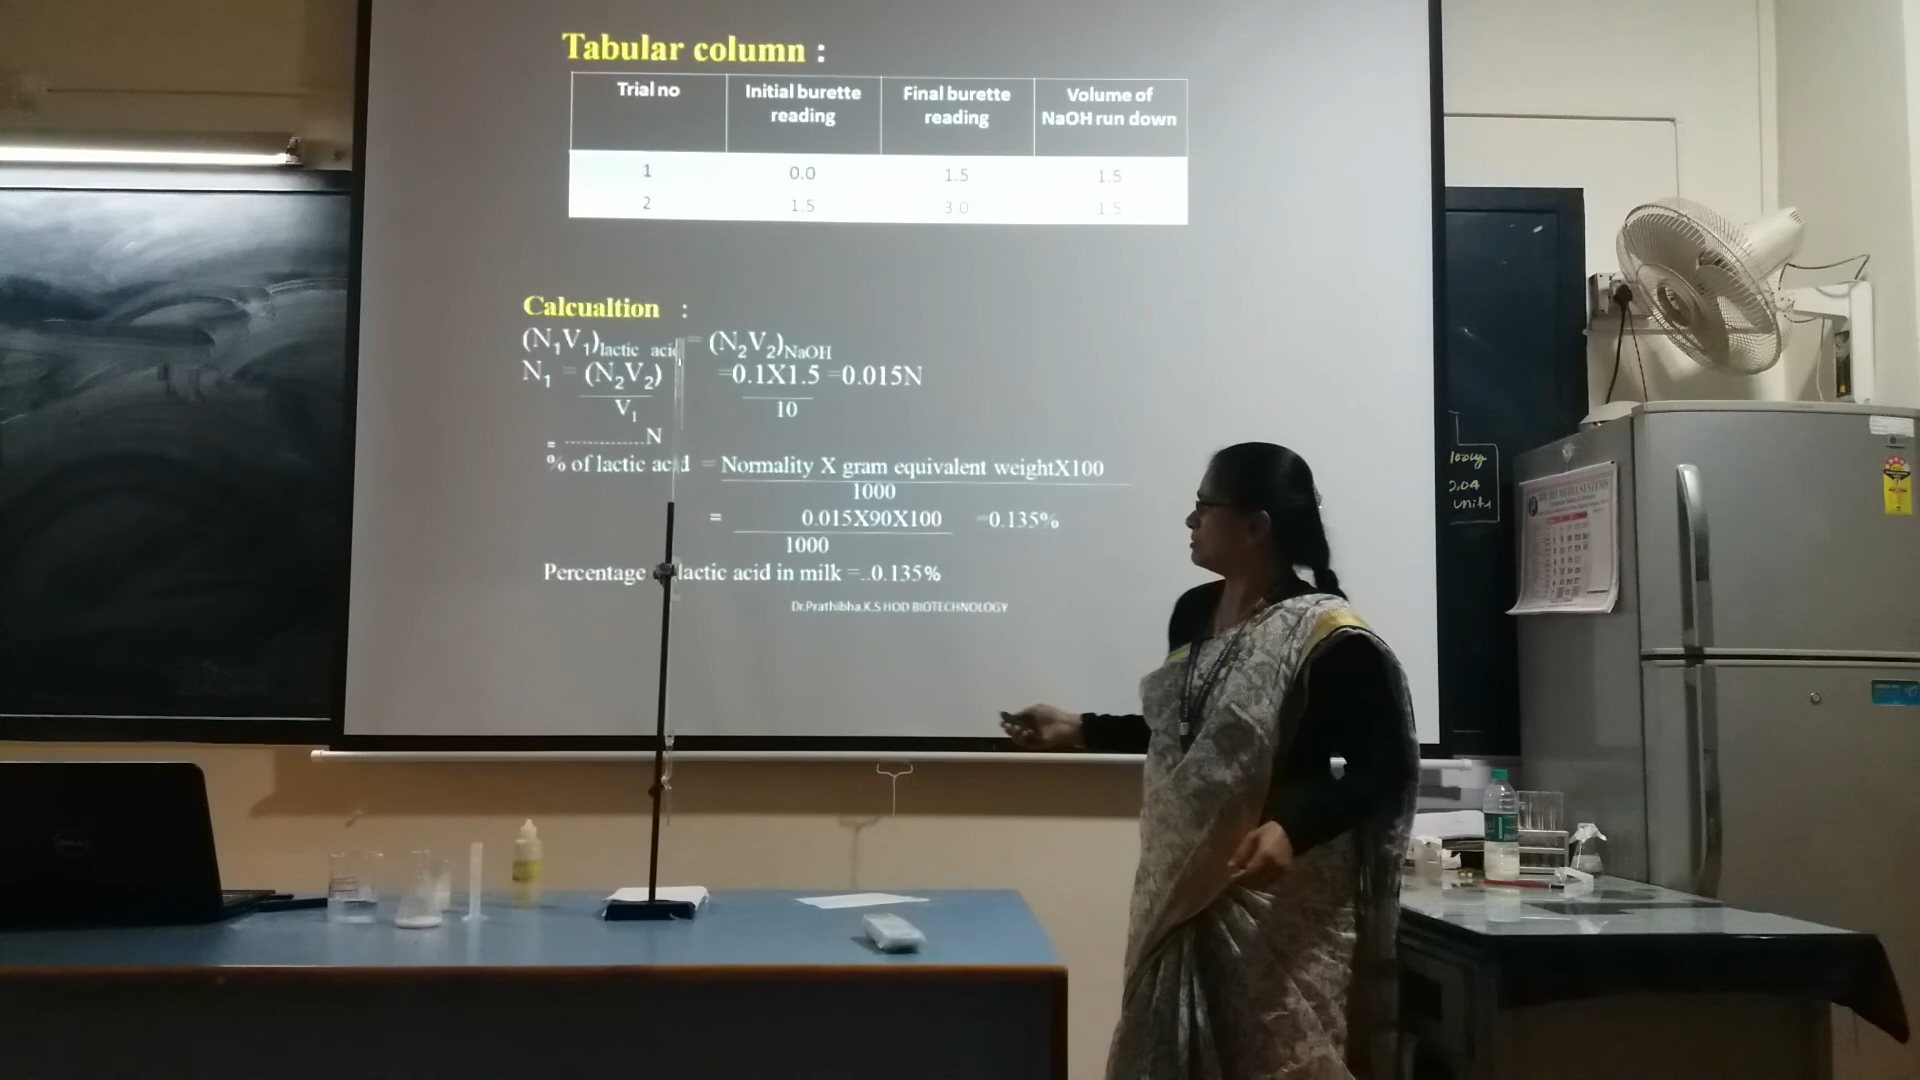 Tabular column :
Trial no Initial burette reading Final burette reading Volume of NaOH run down
1 0.0 1.5 1.5
2 1.5 3.0 1.5
Calcualtion :
(N₁V₁)lactic acid = (N₂V₂)NaOH
N₁ = (N₂V₂) =0.1X1.5 =0.015N
V₁ 10
= ..............N
% of lactic acid = Normality X gram equivalent weightX100
1000
= 0.015X90X100 =0.135%
1000
Percentage lactic acid in milk =..0.135%
Dr.Prathibha.K.S HOD BIOTECHNOLOGY
2.04
units
DELL